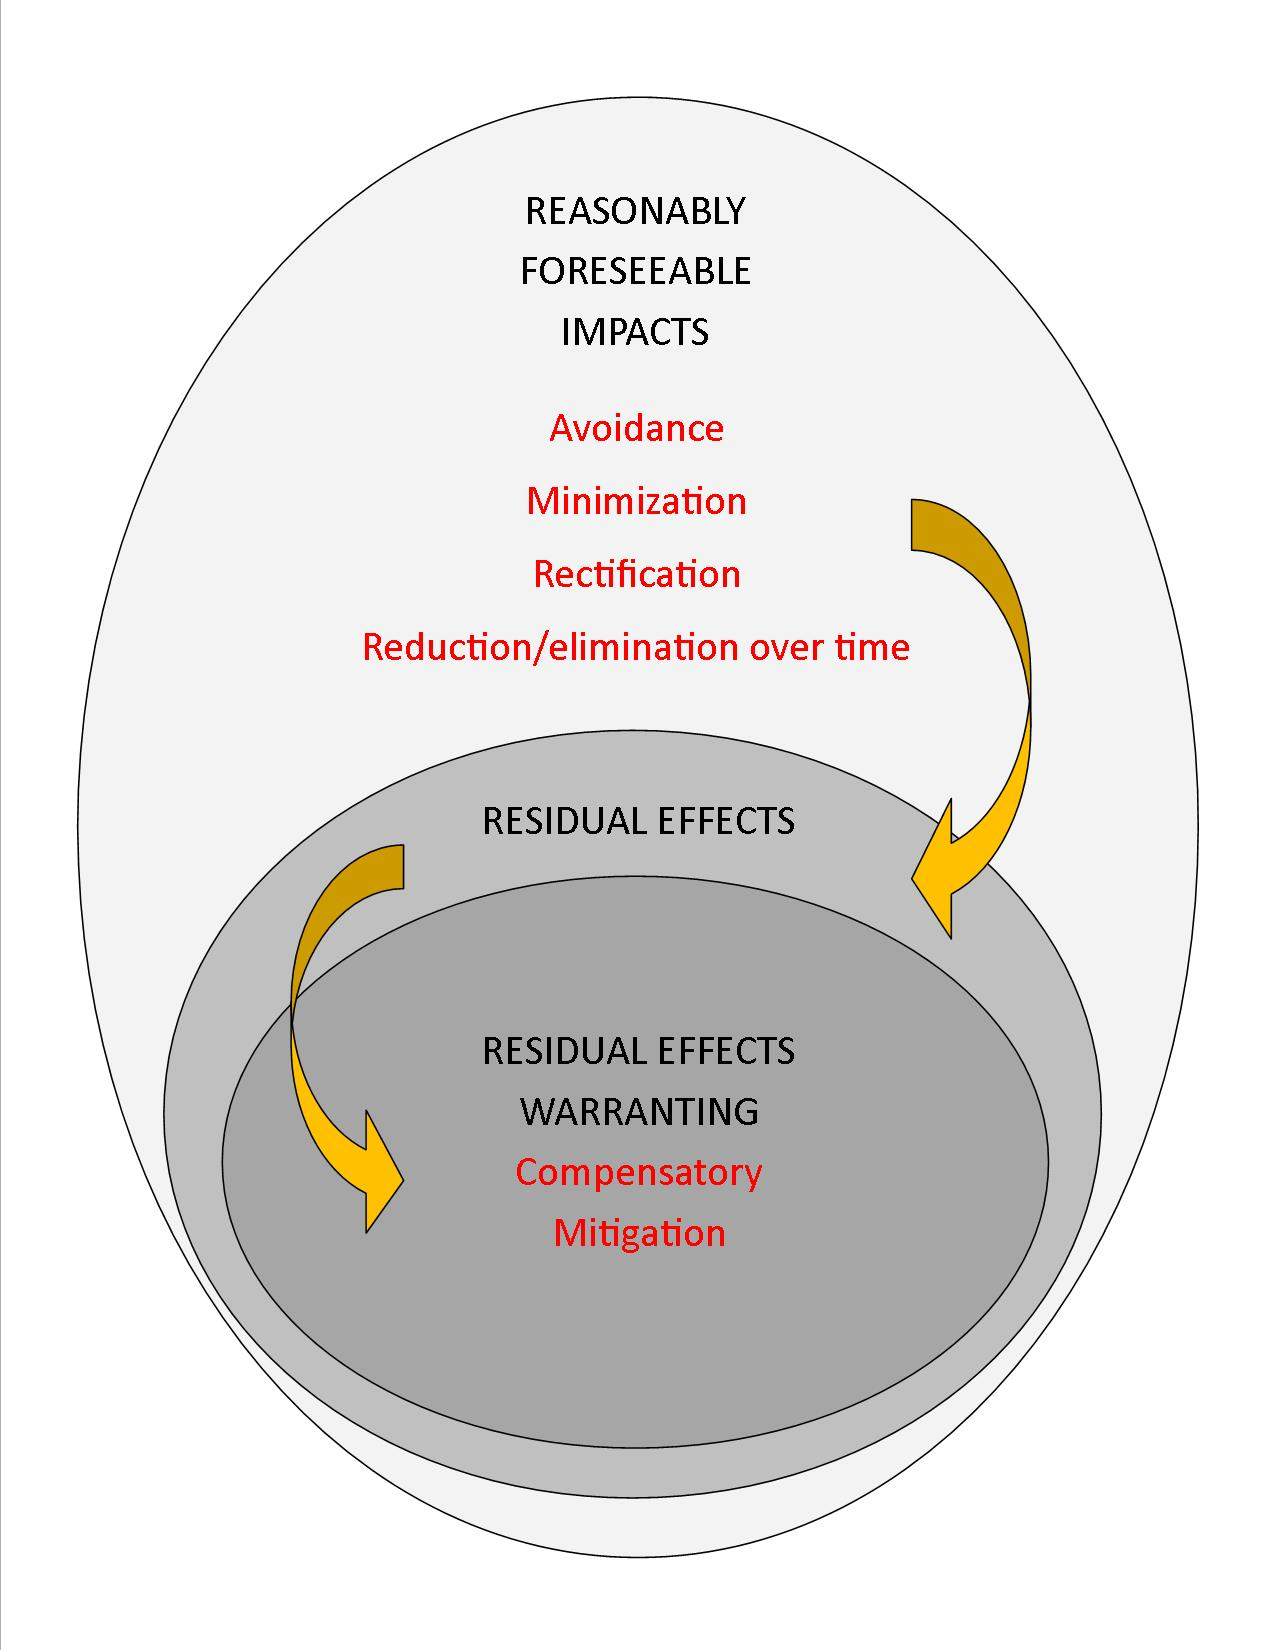 REASONABLY
FORESEEABLE
IMPACTS
Avoidance
Minimization
Rectification
Reduction/elimination over time
RESIDUAL EFFECTS
RESIDUAL EFFECTS
WARRANTING
Compensatory
Mitigation